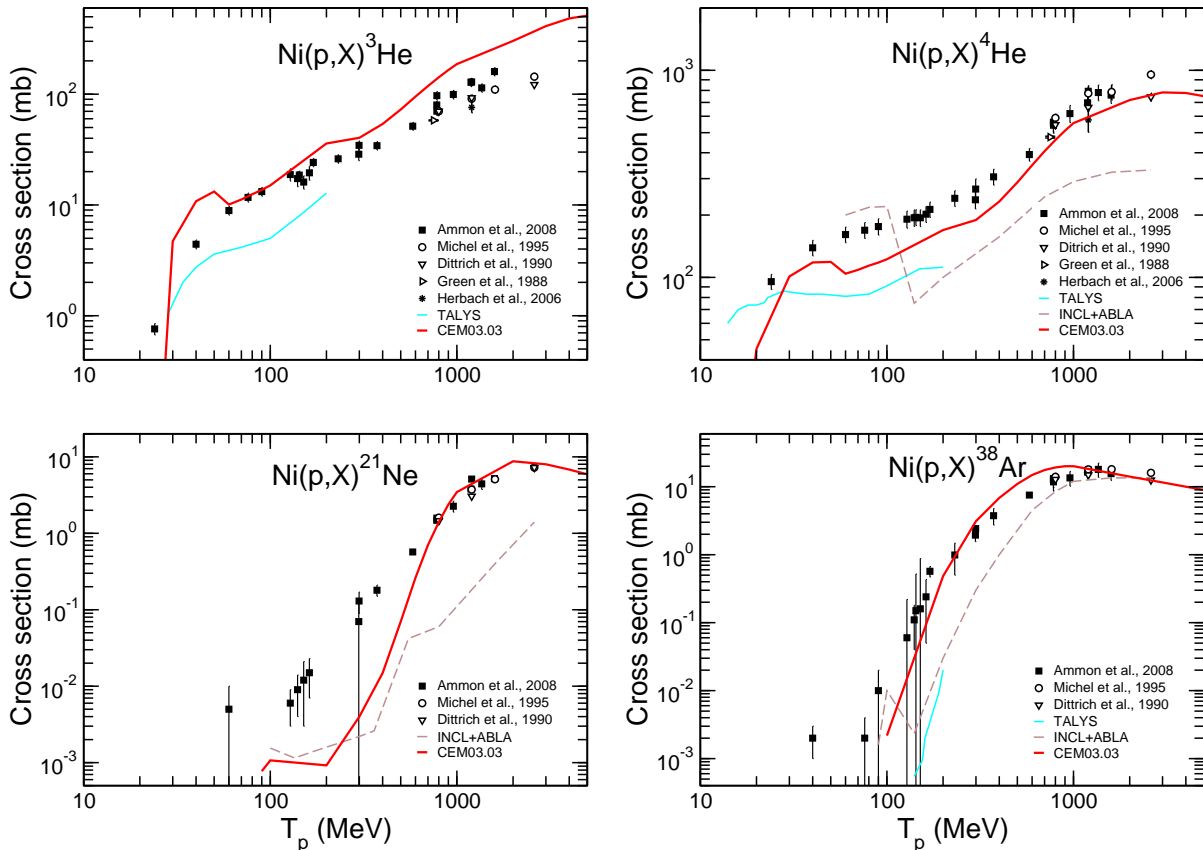 Ni(p,X)³He
Cross section (mb)
10²
10¹
10⁰
10
100
1000
Ammon et al., 2008
Michel et al., 1995
Dittrich et al., 1990
Green et al., 1988
Herbach et al., 2006
TALYS
CEM03.03
Ni(p,X)⁴He
Cross section (mb)
10³
10²
10
100
1000
Ammon et al., 2008
Michel et al., 1995
Ditrich et al., 1990
Green et al., 1988
Herbach et al., 2006
TALYS
INCL+ABLA
CEM03.03
Ni(p,X)²¹Ne
Cross section (mb)
10¹
10⁰
10⁻¹
10⁻²
10⁻³
10
100
1000
Tₚ (MeV)
Ammon et al., 2008
Michel et al., 1995
Dittrich et al., 1990
INCL+ABLA
CEM03.03
Ni(p,X)³⁸Ar
Cross section (mb)
10¹
10⁰
10⁻¹
10⁻²
10⁻³
10
100
1000
Tₚ (MeV)
Ammon et al., 2008
Michel et al., 1995
Dittrich et al., 1990
TALYS
INCL+ABLA
CEM03.03